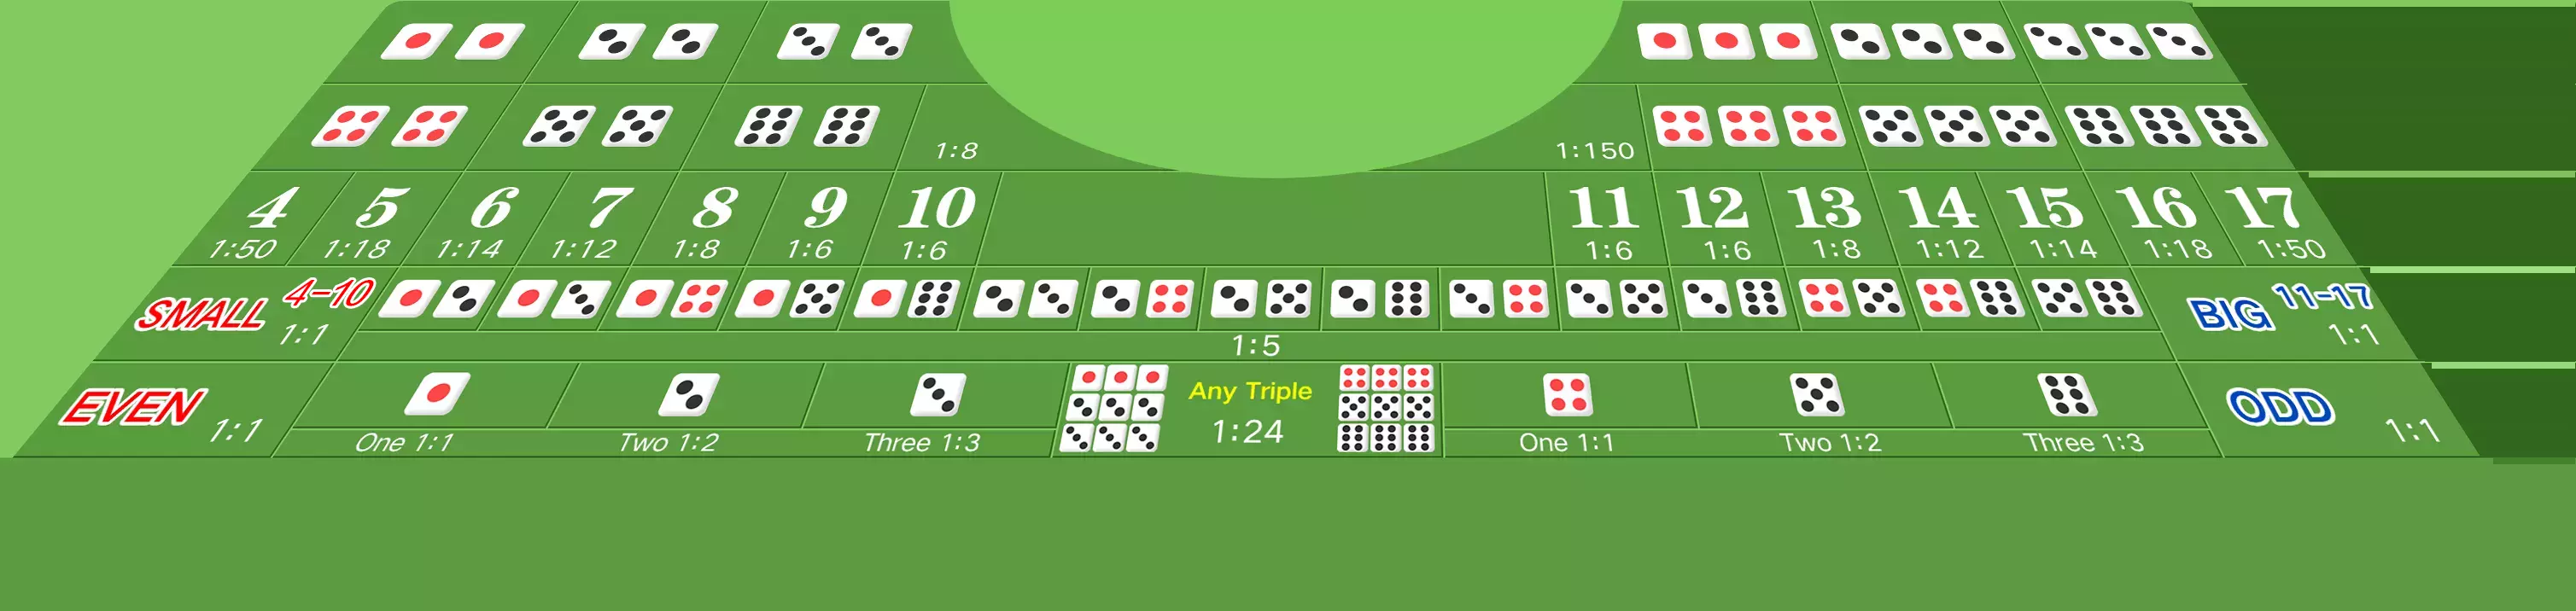 1:8
1:150
4 5 6 7 8 9 10 11 12 13 14 15 16 17
1:50 1:18 1:14 1:12 1:8 1:6 1:6 1:6 1:6 1:8 1:12 1:14 1:18 1:50
SMALL 4-10
1:1
BIG 11-17
1:1
1:5
EVEN
1:1
One 1:1
Two 1:2
Three 1:3
Any Triple
1:24
One 1:1
Two 1:2
Three 1:3
ODD
1:1